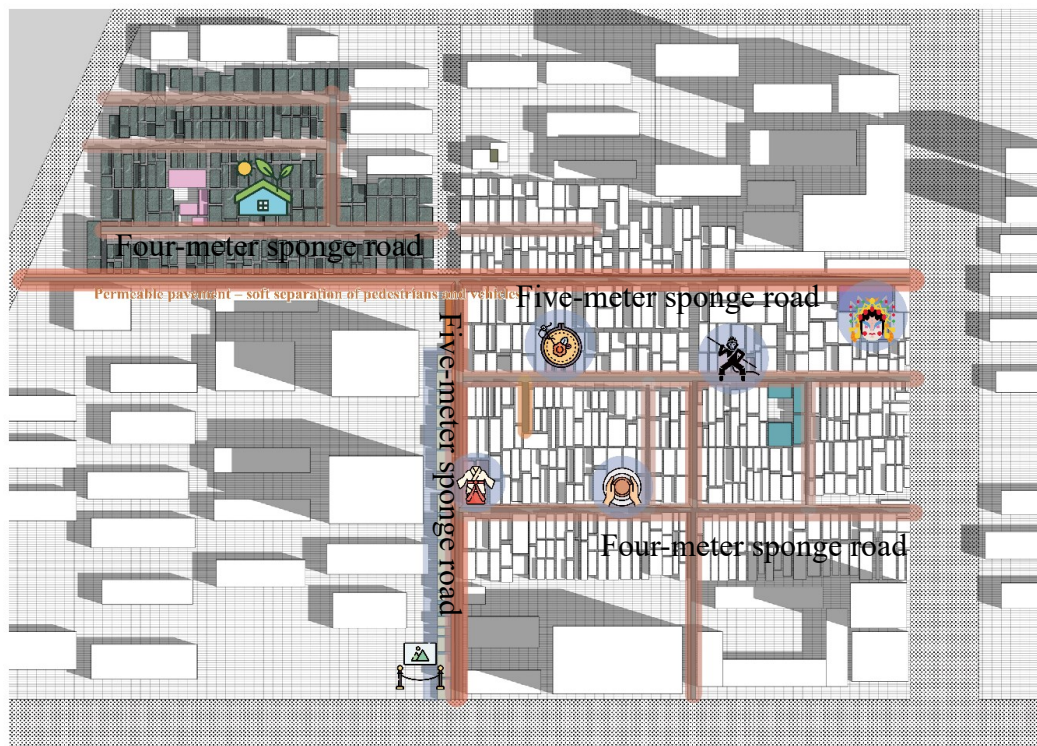 Four-meter sponge road
Permeable pavement – soft separation of pedestrians and vehicles
Five-meter sponge road
Five-meter sponge road
Four-meter sponge road